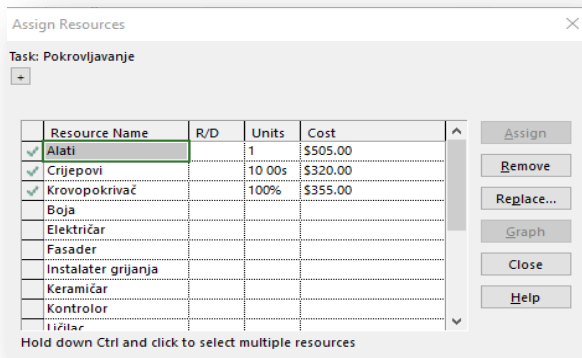 Assign Resources
Task: Pokrovljavanje
+
Resource Name R/D Units Cost
Alati 1 $505.00
Crijepovi 10 00s $320.00
Krovopokrivač 100% $355.00
Boja
Električar
Fasader
Instalater grijanja
Keramičar
Kontrolor
Ličilac
Assign
Remove
Replace...
Graph
Close
Help
Hold down Ctrl and click to select multiple resources